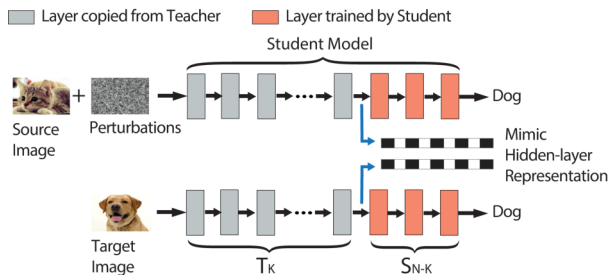 Layer copied from Teacher
Layer trained by Student
Student Model
Source
Image
+
Perturbations
Dog
Mimic
Hidden-layer
Representation
Target
Image
Dog
TK
SN-K